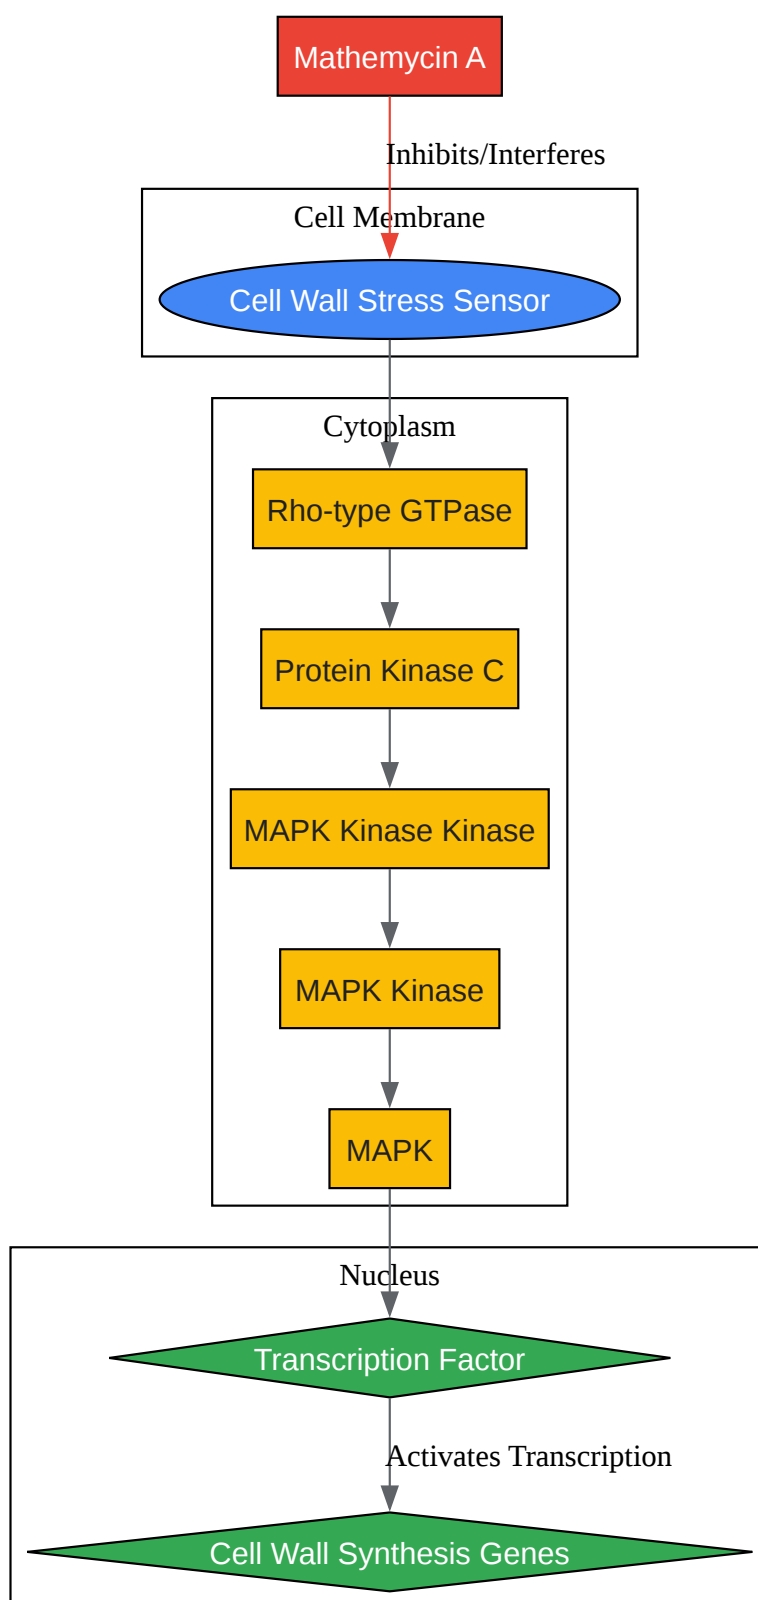 Mathemycin A
Inhibits/Interferes
Cell Membrane
Cell Wall Stress Sensor
Cytoplasm
Rho-type GTPase
Protein Kinase C
MAPK Kinase Kinase
MAPK Kinase
MAPK
Nucleus
Transcription Factor
Activates Transcription
Cell Wall Synthesis Genes